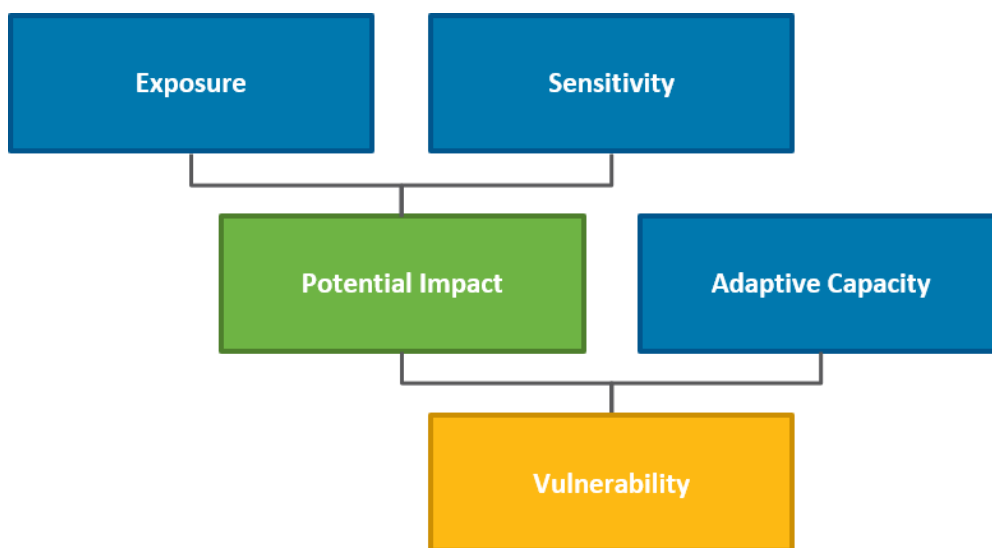 Exposure
Sensitivity
Potential Impact
Adaptive Capacity
Vulnerability